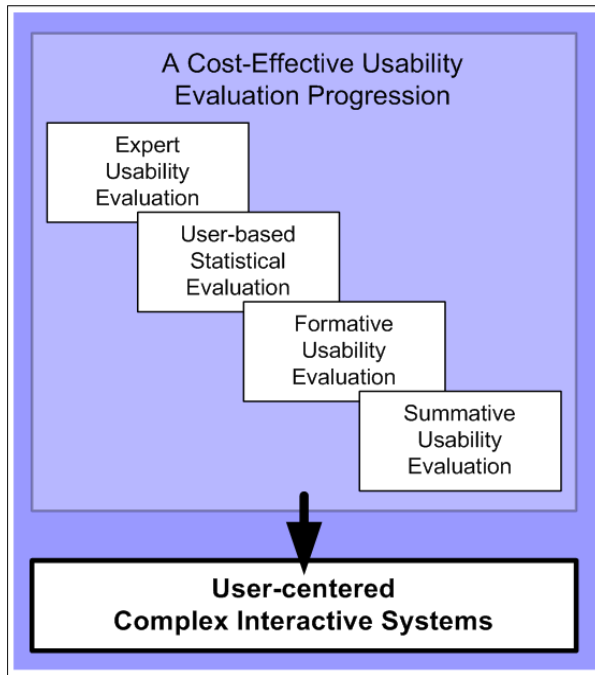 A Cost-Effective Usability
Evaluation Progression
Expert
Usability
Evaluation
User-based
Statistical
Evaluation
Formative
Usability
Evaluation
Summative
Usability
Evaluation
User-centered
Complex Interactive Systems